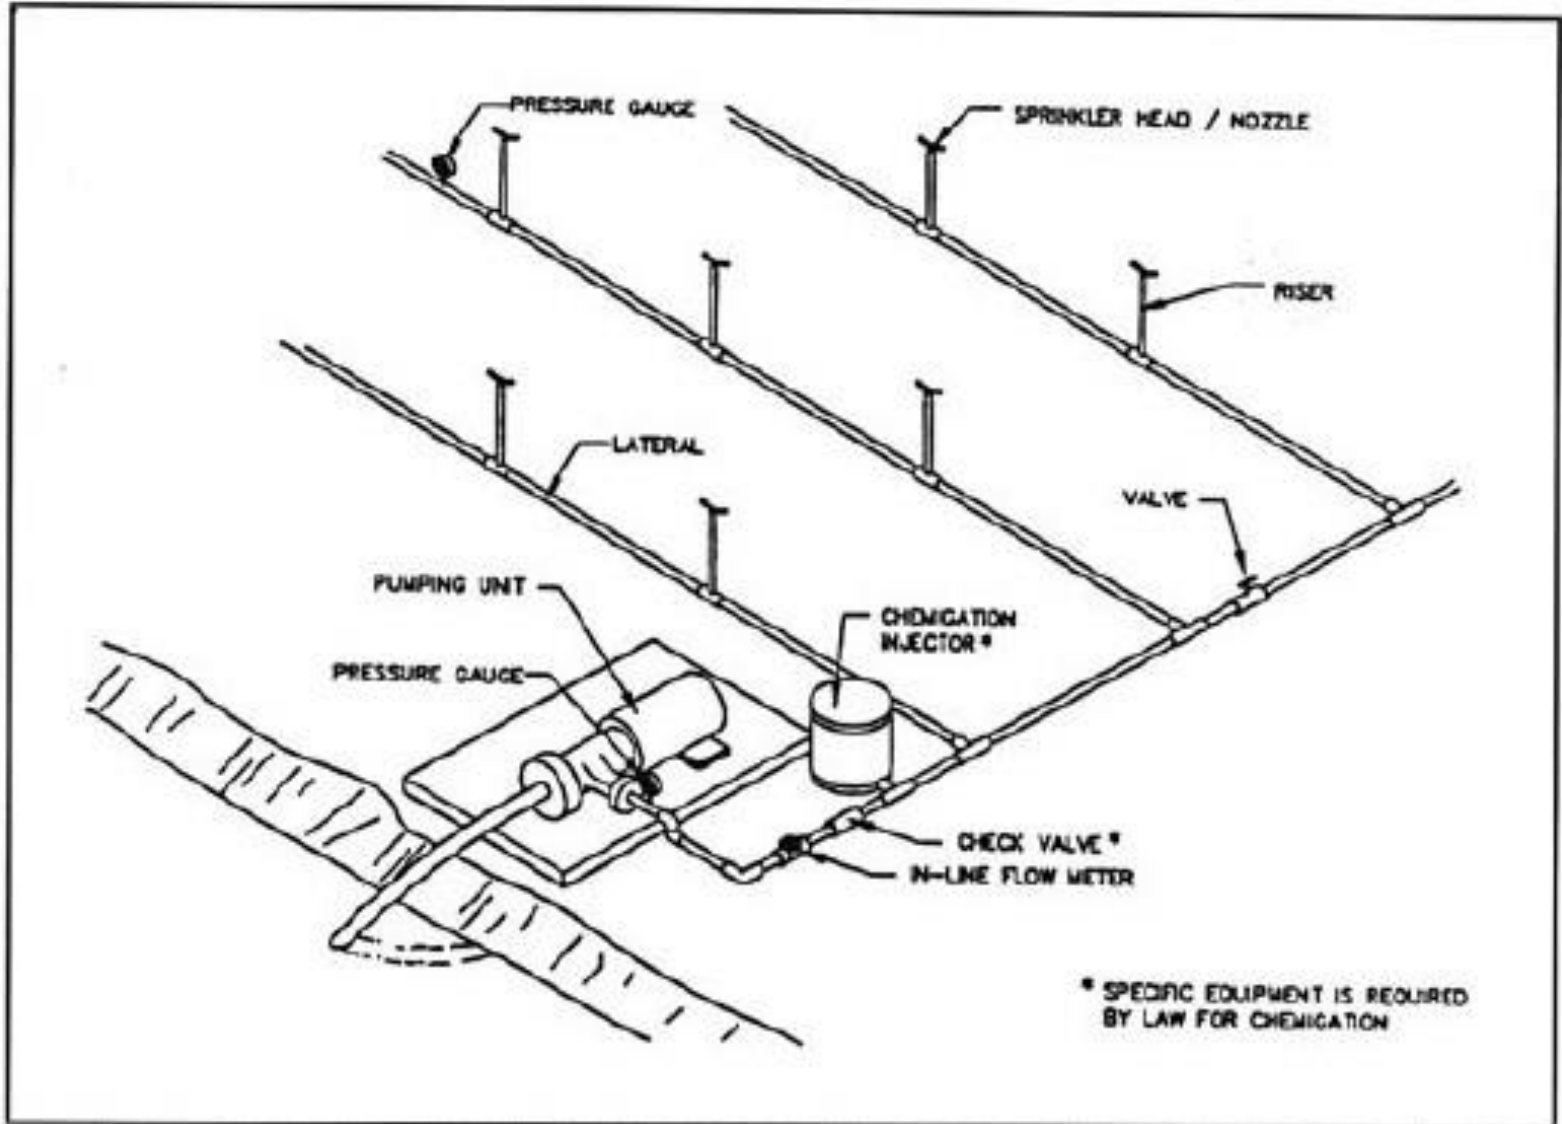 PRESSURE GAUGE
SPRINKLER HEAD / NOZZLE
RISER
LATERAL
VALVE
PUMPING UNIT
CHEMIGATION
INJECTOR*
PRESSURE GAUGE
CHECK VALVE*
IN-LINE FLOW METER
* SPECIFIC EQUIPMENT IS REQUIRED
BY LAW FOR CHEMIGATION